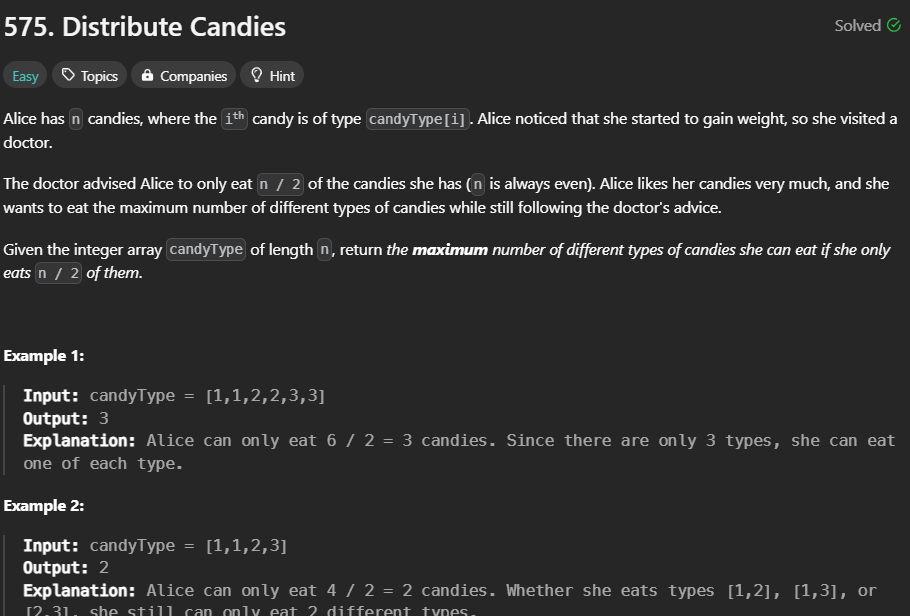 575. Distribute Candies
Solved
Easy
Topics
Companies
Hint
Alice has n candies, where the ith candy is of type candyType[i]. Alice noticed that she started to gain weight, so she visited a
doctor.
The doctor advised Alice to only eat n / 2 of the candies she has (n is always even). Alice likes her candies very much, and she
wants to eat the maximum number of different types of candies while still following the doctor's advice.
Given the integer array candyType of length n, return the maximum number of different types of candies she can eat if she only
eats n / 2 of them.
Example 1:
Input: candyType = [1,1,2,2,3,3]
Output: 3
Explanation: Alice can only eat 6 / 2 = 3 candies. Since there are only 3 types, she can eat
one of each type.
Example 2:
Input: candyType = [1,1,2,3]
Output: 2
Explanation: Alice can only eat 4 / 2 = 2 candies. Whether she eats types [1,2], [1,3], or
[2,3], she still can only eat 2 different types.